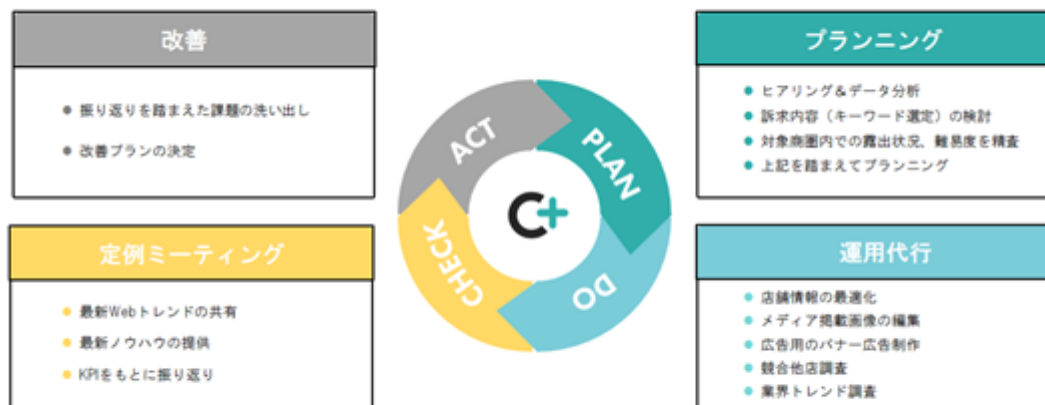 改善
振り返りを踏まえた課題の洗い出し
改善プランの決定
プランニング
ヒアリング＆データ分析
訴求内容（キーワード選定）の検討
対象商圏内での露出状況、難易度を精査
上記を踏まえてプランニング
ACT
PLAN
C+
CHECK
DO
定例ミーティング
最新Webトレンドの共有
最新ノウハウの提供
KPIをもとに振り返り
運用代行
店舗情報の最適化
メディア掲載画像の編集
広告用のバナー広告制作
競合他店調査
業界トレンド調査